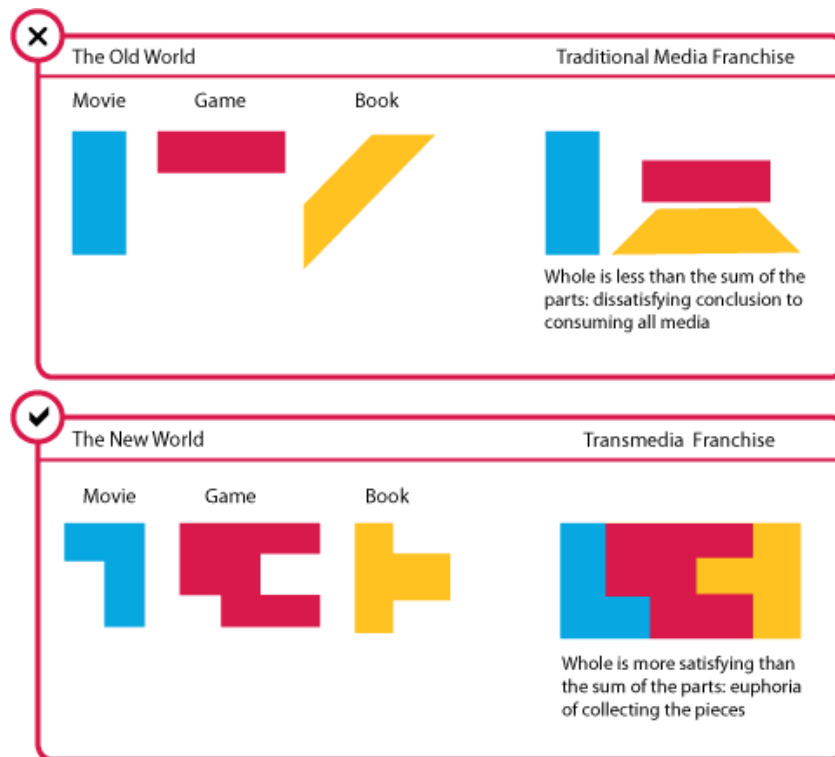 The Old World
Traditional Media Franchise
Movie
Game
Book
Whole is less than the sum of the
parts: dissatisfying conclusion to
consuming all media
The New World
Transmedia Franchise
Movie
Game
Book
Whole is more satisfying than
the sum of the parts: euphoria
of collecting the pieces